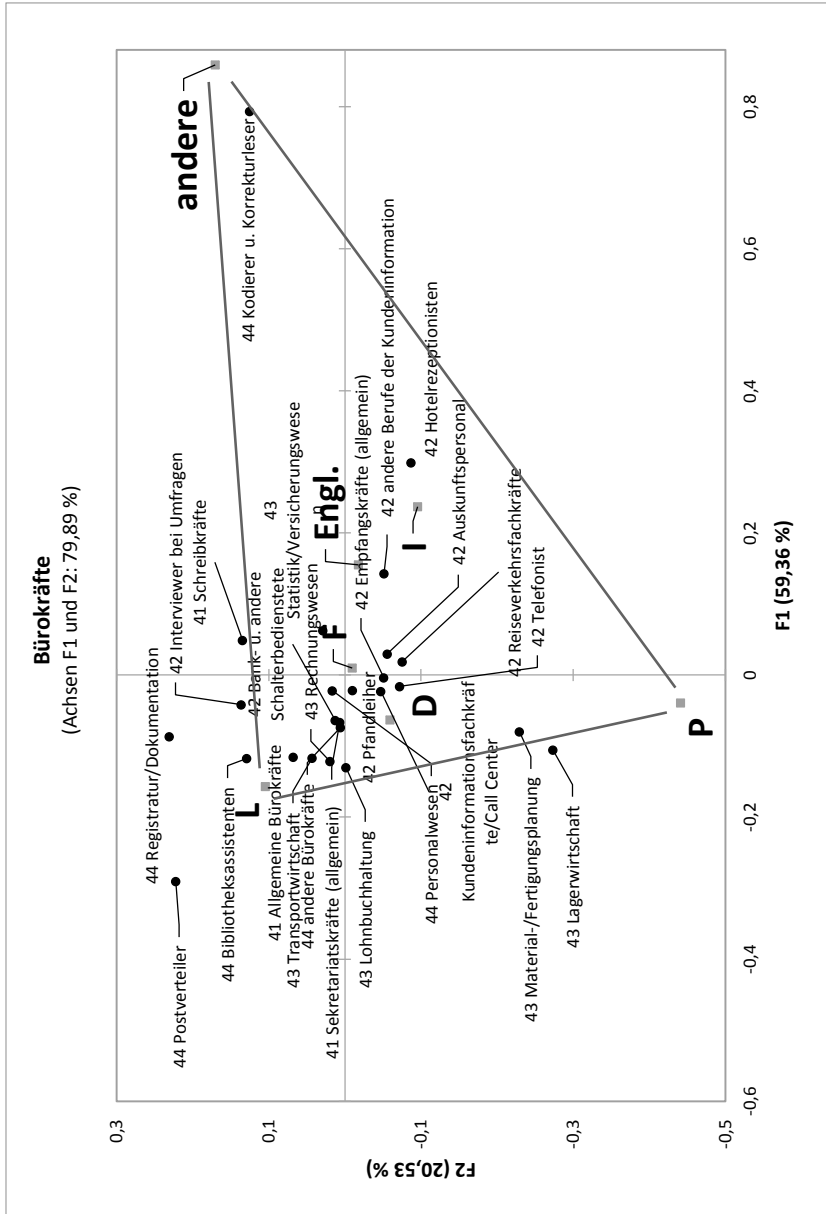 Bürokräfte
(Achsen F1 und F2: 79,89 %)
andere
44 Kodierer u. Korrekturleser
44 Registratur/Dokumentation
42 Interviewer bei Umfragen
41 Schreibkräfte
42 Bank- u. andere
Schalterbedienstete
43
Statistik/Versicherungswese
n
43 Rechnungswesen
Engl.
F
42 Empfangskräfte (allgemein)
42 andere Berufe der Kundeninformation
42 Hotelrezeptionisten
I
42 Auskunftspersonal
42 Reiseverkehrsfachkräfte
42 Telefonist
44 Postverteiler
44 Bibliotheksassistenten
L
41 Allgemeine Bürokräfte
43 Transportwirtschaft
44 andere Bürokräfte
41 Sekretariatskräfte (allgemein)
43 Lohnbuchhaltung
42 Pfandleiher
D
44 Personalwesen
42
Kundeninformationsfachkräf
te/Call Center
43 Material-/Fertigungsplanung
43 Lagerwirtschaft
P
0,3
0,1
-0,1
-0,3
-0,5
F2 (20,53 %)
-0,6
-0,4
-0,2
0
0,2
0,4
0,6
0,8
F1 (59,36 %)